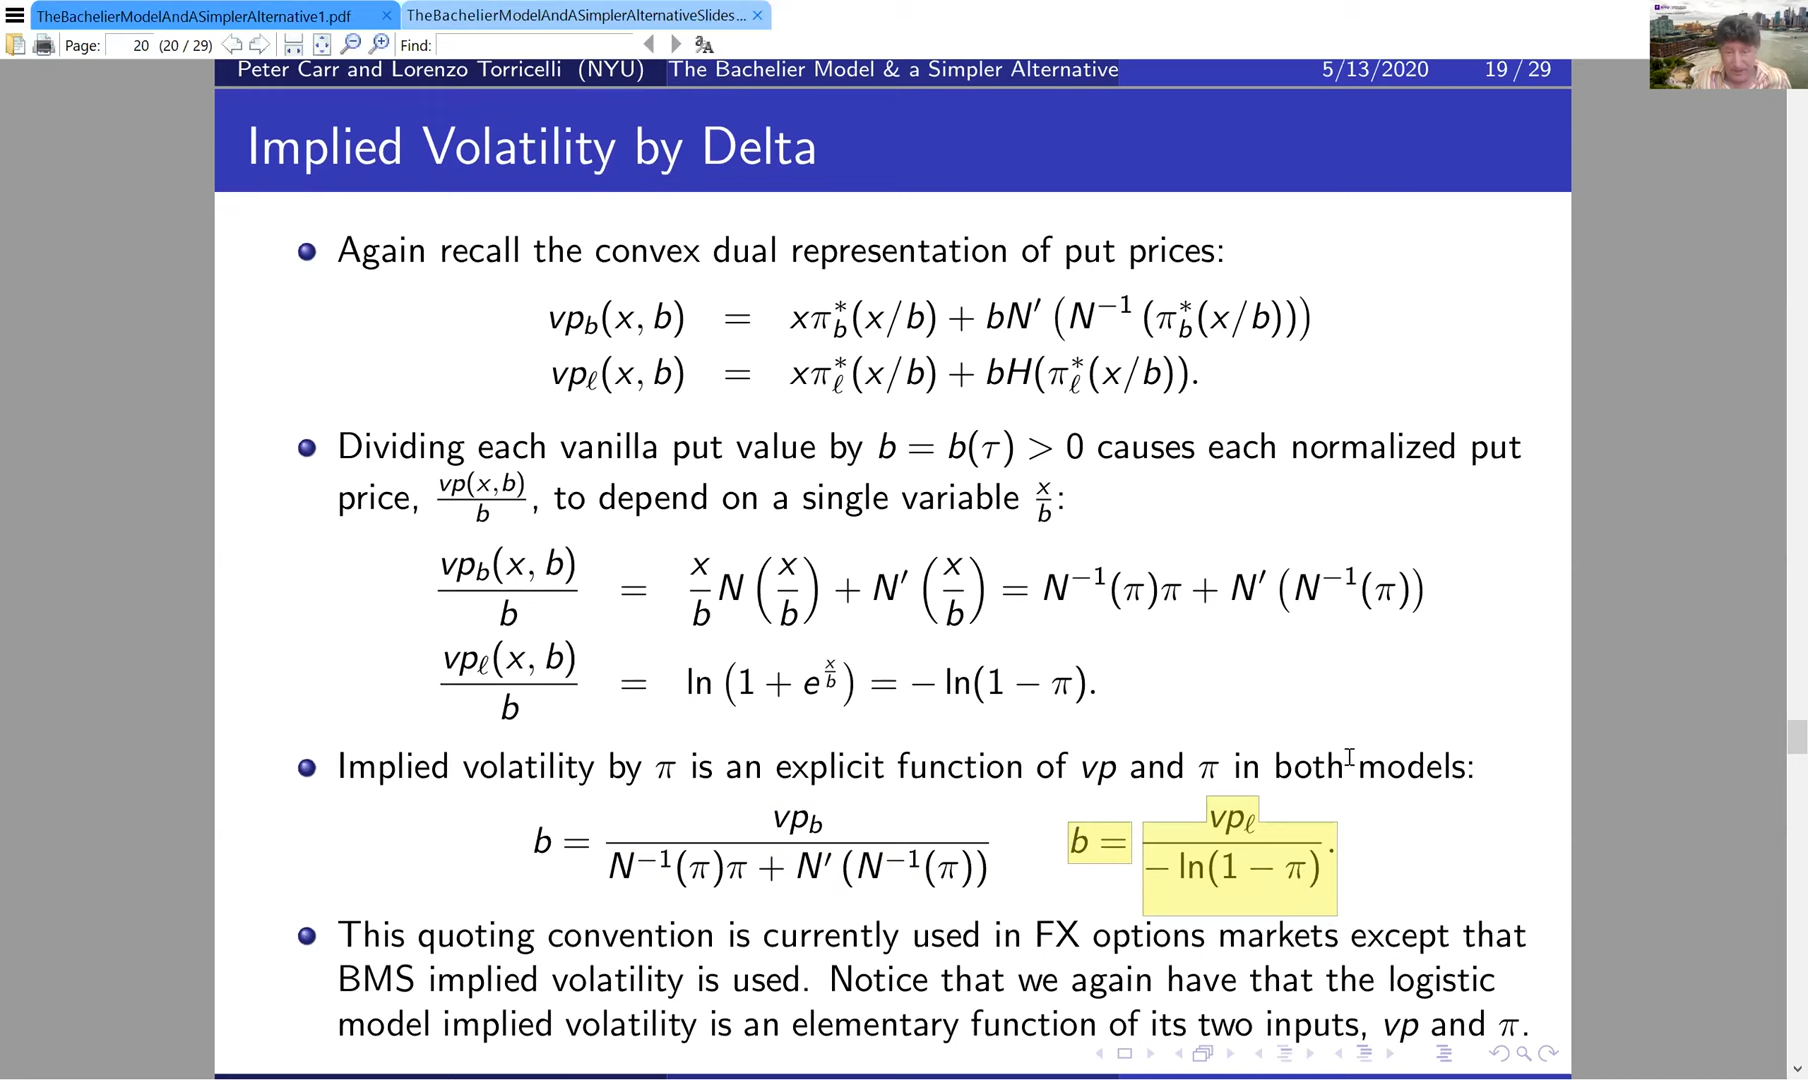 TheBachelierModelAndASimplerAlternative1.pdf × TheBachelierModelAndASimplerAlternativeSlides... ×
Page: 20 (20 / 29) Find:
Peter Carr and Lorenzo Torricelli (NYU) The Bachelier Model & a Simpler Alternative 5/13/2020 19 / 29
Implied Volatility by Delta
Again recall the convex dual representation of put prices:
vp_b(x, b) = xπ*_b(x/b) + bN′ (N⁻¹ (π*_b(x/b)))
vp_ℓ(x, b) = xπ*_ℓ(x/b) + bH(π*_ℓ(x/b)).
Dividing each vanilla put value by b = b(τ) > 0 causes each normalized put
price, vp(x,b)/b, to depend on a single variable x/b:
vp_b(x, b)/b = x/b N (x/b) + N′ (x/b) = N⁻¹(π)π + N′ (N⁻¹(π))
vp_ℓ(x, b)/b = ln (1 + e^(x/b)) = − ln(1 − π).
Implied volatility by π is an explicit function of vp and π in both models:
b = vp_b / (N⁻¹(π)π + N′ (N⁻¹(π))) b = vp_ℓ / (− ln(1 − π)).
This quoting convention is currently used in FX options markets except that
BMS implied volatility is used. Notice that we again have that the logistic
model implied volatility is an elementary function of its two inputs, vp and π.